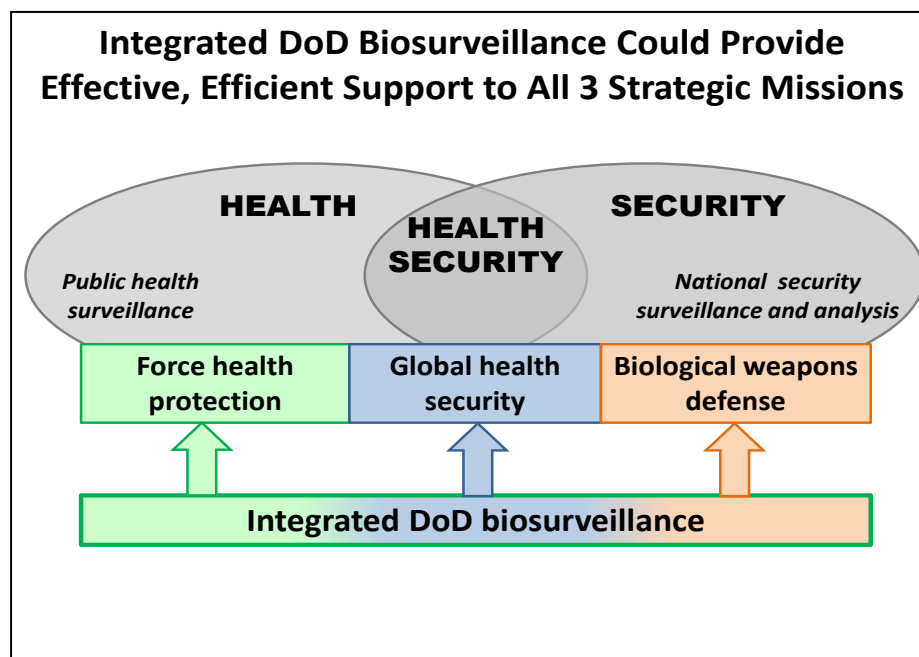 Integrated DoD Biosurveillance Could Provide
Effective, Efficient Support to All 3 Strategic Missions
HEALTH
SECURITY
HEALTH
SECURITY
Public health
surveillance
National security
surveillance and analysis
Force health
protection
Global health
security
Biological weapons
defense
Integrated DoD biosurveillance